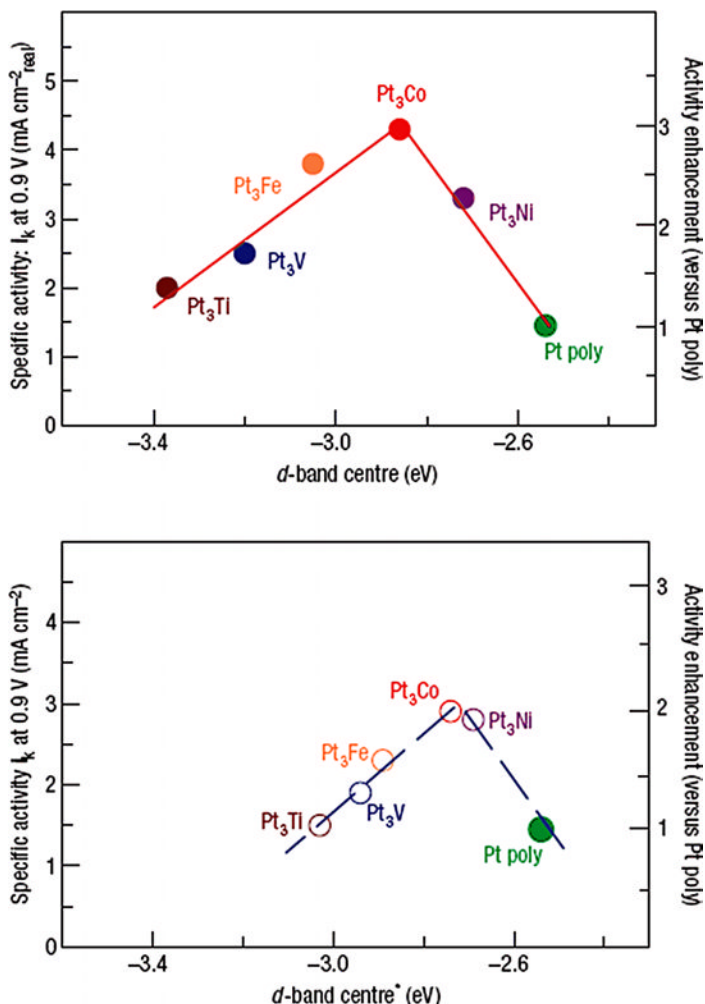 Specific activity: Iₖ at 0.9 V (mA cm⁻²real)
5
4
3
2
1
0
Pt₃Co
Pt₃Fe
Pt₃Ni
Pt₃V
Pt₃Ti
Pt poly
3
2
1
Activity enhancement (versus Pt poly)
–3.4
–3.0
–2.6
d-band centre (eV)
Specific activity Iₖ at 0.9 V (mA cm⁻²)
4
3
2
1
0
Pt₃Co
Pt₃Ni
Pt₃Fe
Pt₃Ti
Pt₃V
Pt poly
3
2
1
Activity enhancement (versus Pt poly)
–3.4
–3.0
–2.6
d-band centre* (eV)